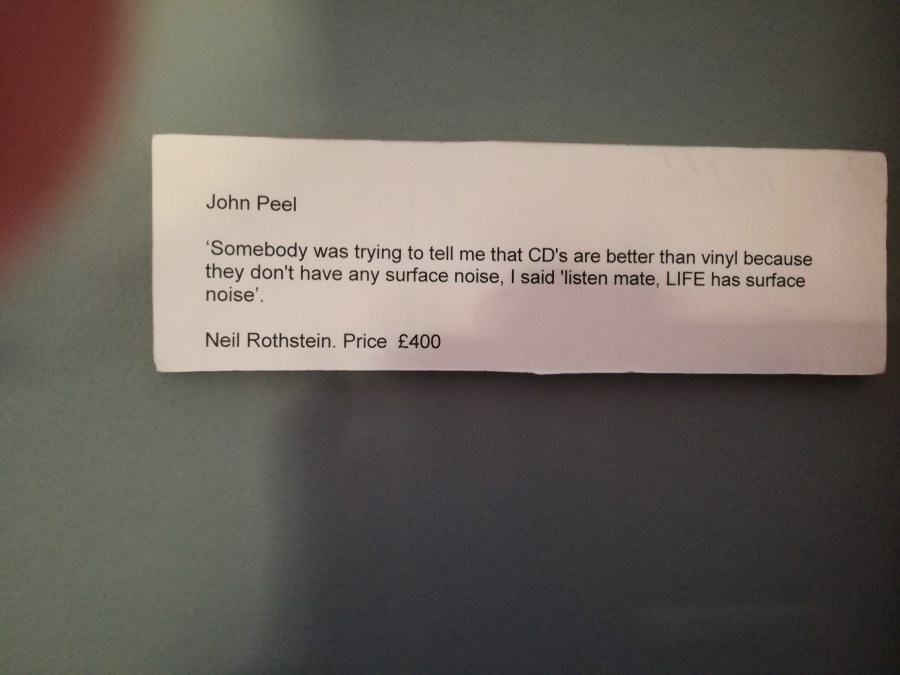 John Peel
‘Somebody was trying to tell me that CD's are better than vinyl because
they don't have any surface noise, I said 'listen mate, LIFE has surface
noise’.
Neil Rothstein. Price £400